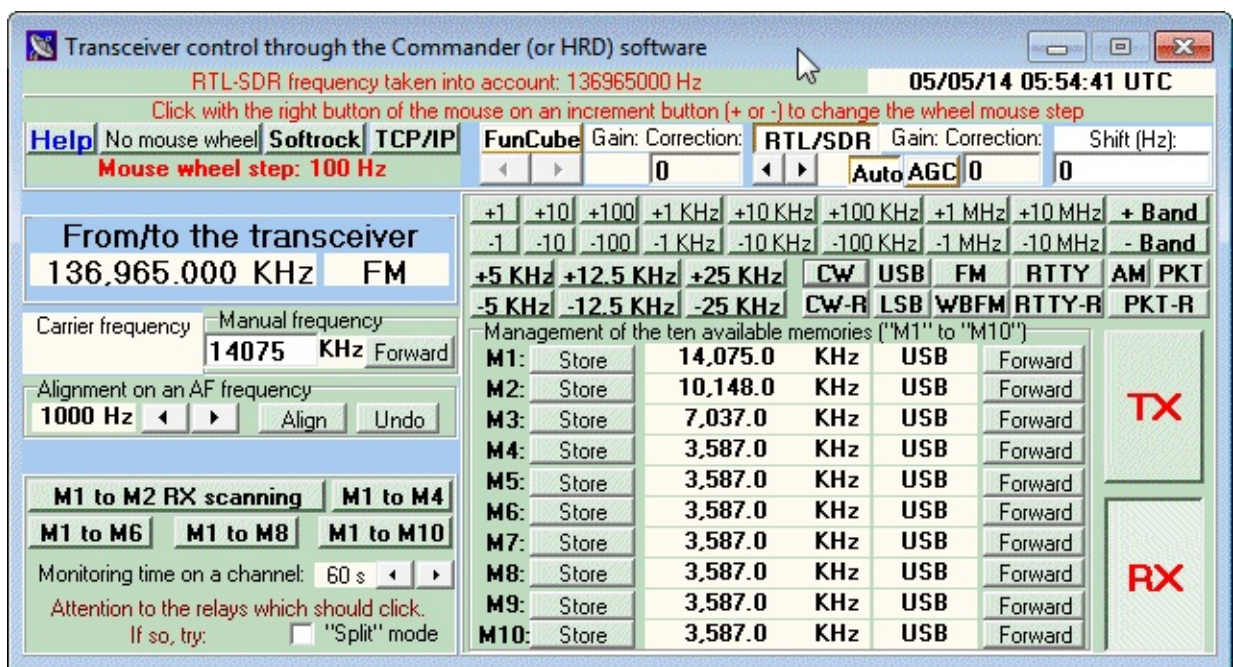 Transceiver control through the Commander (or HRD) software
RTL-SDR frequency taken into account: 136965000 Hz
05/05/14 05:54:41 UTC
Click with the right button of the mouse on an increment button (+ or -) to change the wheel mouse step
Help No mouse wheel Softrock TCP/IP
Mouse wheel step: 100 Hz
FunCube Gain: Correction: RTL/SDR Gain: Correction: Shift (Hz):
0 Auto AGC 0 0
From/to the transceiver
136,965.000 KHz FM
+1 +10 +100 +1 KHz +10 KHz +100 KHz +1 MHz +10 MHz + Band
-1 -10 -100 -1 KHz -10 KHz -100 KHz -1 MHz -10 MHz - Band
+5 KHz +12.5 KHz +25 KHz CW USB FM RTTY AM PKT
-5 KHz -12.5 KHz -25 KHz CW-R LSB WBFM RTTY-R PKT-R
Carrier frequency
Manual frequency
14075 KHz Forward
Alignment on an AF frequency
1000 Hz Align Undo
M1 to M2 RX scanning M1 to M4
M1 to M6 M1 to M8 M1 to M10
Monitoring time on a channel: 60 s
Attention to the relays which should click.
If so, try: "Split" mode
Management of the ten available memories ("M1" to "M10")
M1: Store 14,075.0 KHz USB Forward
M2: Store 10,148.0 KHz USB Forward
M3: Store 7,037.0 KHz USB Forward
M4: Store 3,587.0 KHz USB Forward
M5: Store 3,587.0 KHz USB Forward
M6: Store 3,587.0 KHz USB Forward
M7: Store 3,587.0 KHz USB Forward
M8: Store 3,587.0 KHz USB Forward
M9: Store 3,587.0 KHz USB Forward
M10: Store 3,587.0 KHz USB Forward
TX
RX